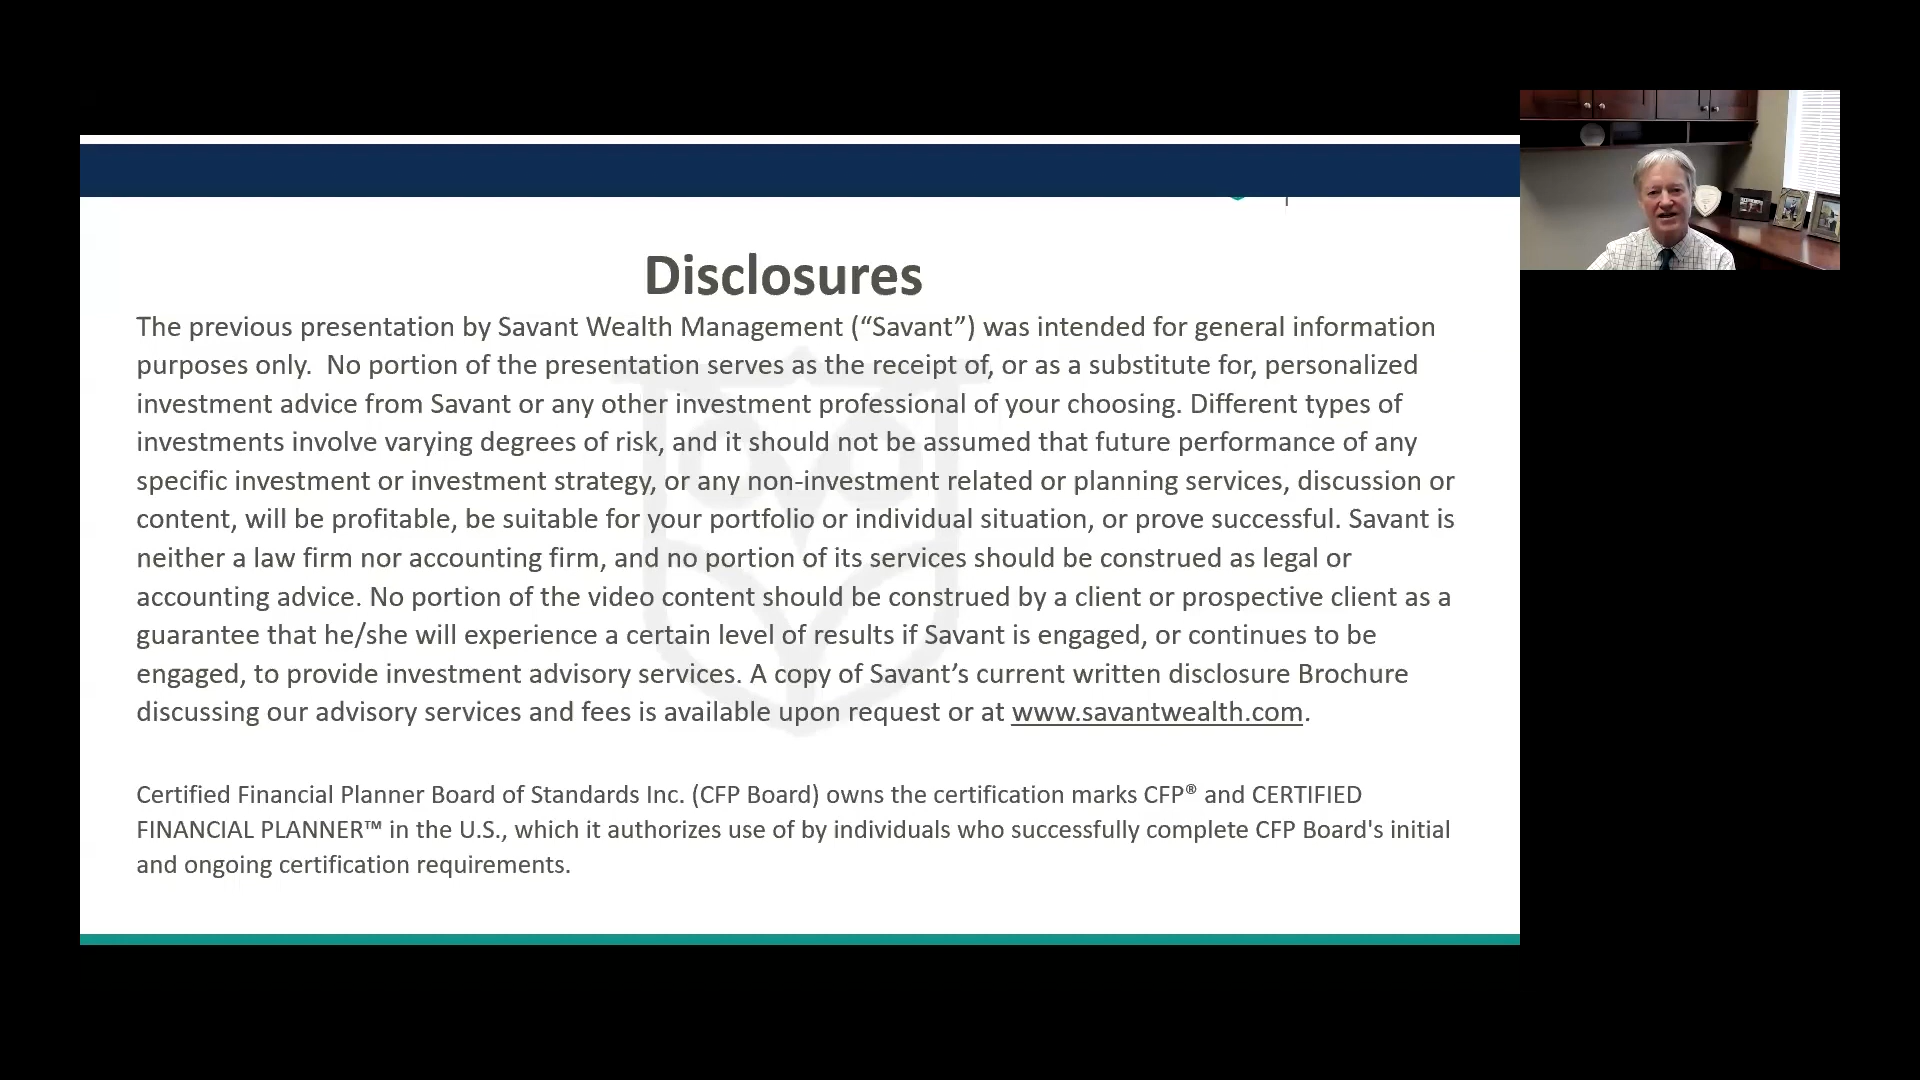 Disclosures
The previous presentation by Savant Wealth Management (“Savant”) was intended for general information
purposes only.  No portion of the presentation serves as the receipt of, or as a substitute for, personalized
investment advice from Savant or any other investment professional of your choosing. Different types of
investments involve varying degrees of risk, and it should not be assumed that future performance of any
specific investment or investment strategy, or any non-investment related or planning services, discussion or
content, will be profitable, be suitable for your portfolio or individual situation, or prove successful. Savant is
neither a law firm nor accounting firm, and no portion of its services should be construed as legal or
accounting advice. No portion of the video content should be construed by a client or prospective client as a
guarantee that he/she will experience a certain level of results if Savant is engaged, or continues to be
engaged, to provide investment advisory services. A copy of Savant’s current written disclosure Brochure
discussing our advisory services and fees is available upon request or at www.savantwealth.com.
Certified Financial Planner Board of Standards Inc. (CFP Board) owns the certification marks CFP® and CERTIFIED
FINANCIAL PLANNER™ in the U.S., which it authorizes use of by individuals who successfully complete CFP Board's initial
and ongoing certification requirements.